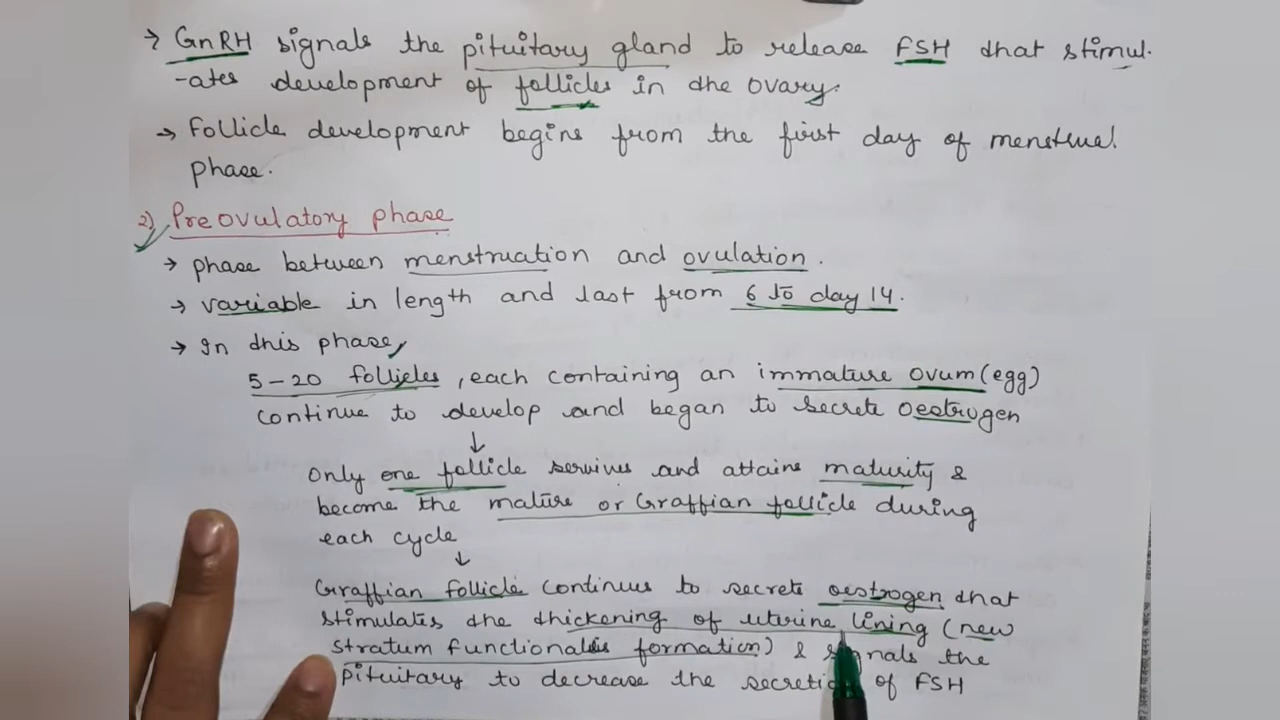 → GnRH signals the pituitary gland to release FSH that stimul-
-ates development of follicles in the ovary.
→ Follicle development begins from the first day of menstrual
phase.
2) Preovulatory phase
→ phase between menstruation and ovulation.
→ variable in length and last from 6 to day 14.
→ In this phase,
5-20 follicles, each containing an immature ovum (egg)
continue to develop and began to secrete oestrogen
↓
Only one follicle survives and attains maturity &
become the mature or Graffian follicle during
each cycle
↓
Graffian follicle continues to secrete oestrogen that
stimulates the thickening of uterine lining (new
stratum functionalis formation) & signals the
pituitary to decrease the secretion of FSH